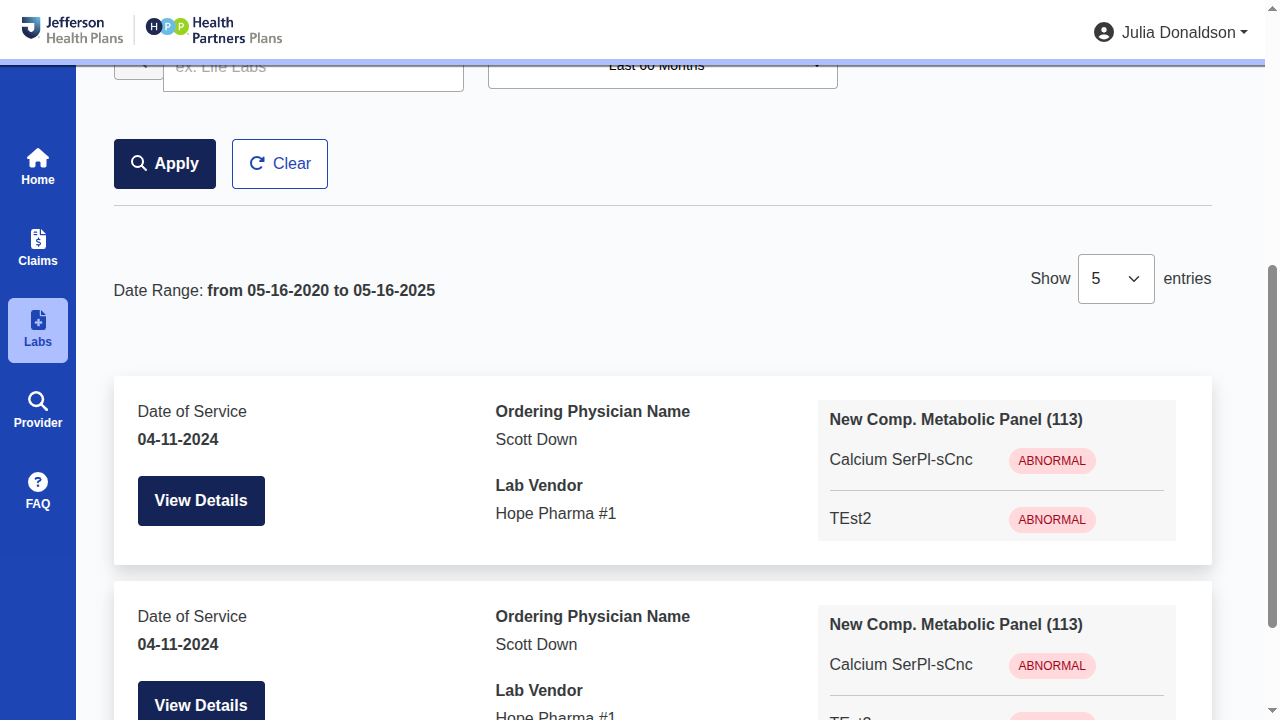 Jefferson
Health Plans
HPP
Health
Partners Plans
Julia Donaldson
ex. Life Labs
Last 60 Months
Apply
Clear
Home
Claims
Labs
Provider
FAQ
Date Range: from 05-16-2020 to 05-16-2025
Show 5 entries
Date of Service
04-11-2024
View Details
Ordering Physician Name
Scott Down
Lab Vendor
Hope Pharma #1
New Comp. Metabolic Panel (113)
Calcium SerPl-sCnc ABNORMAL
TEst2 ABNORMAL
Date of Service
04-11-2024
View Details
Ordering Physician Name
Scott Down
Lab Vendor
Hope Pharma #1
New Comp. Metabolic Panel (113)
Calcium SerPl-sCnc ABNORMAL
TEst2